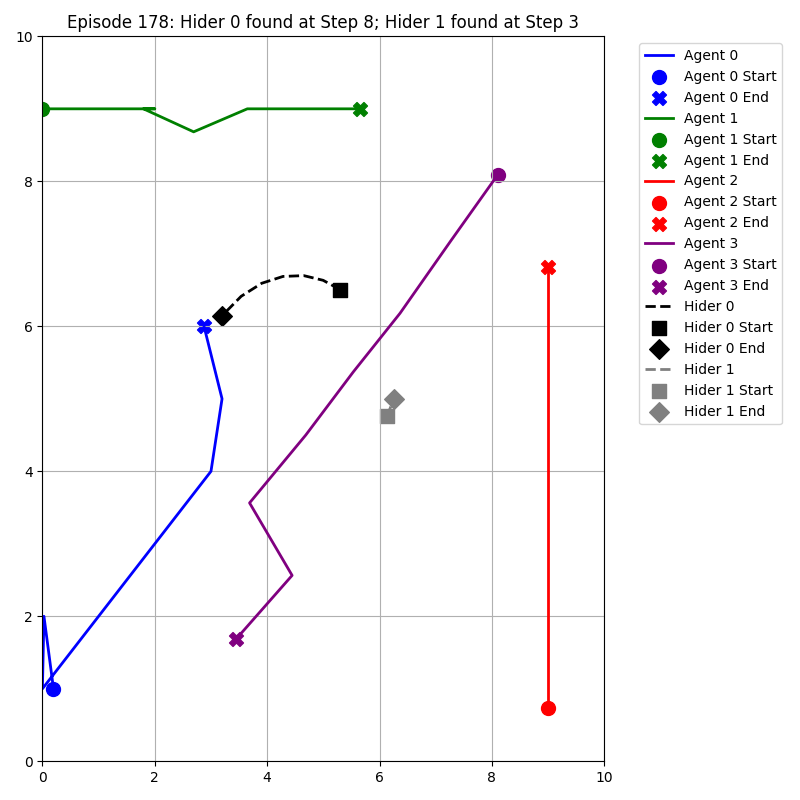 Episode 178: Hider 0 found at Step 8; Hider 1 found at Step 3
10
8
6
4
2
0
0 2 4 6 8 10
Agent 0
Agent 0 Start
Agent 0 End
Agent 1
Agent 1 Start
Agent 1 End
Agent 2
Agent 2 Start
Agent 2 End
Agent 3
Agent 3 Start
Agent 3 End
Hider 0
Hider 0 Start
Hider 0 End
Hider 1
Hider 1 Start
Hider 1 End